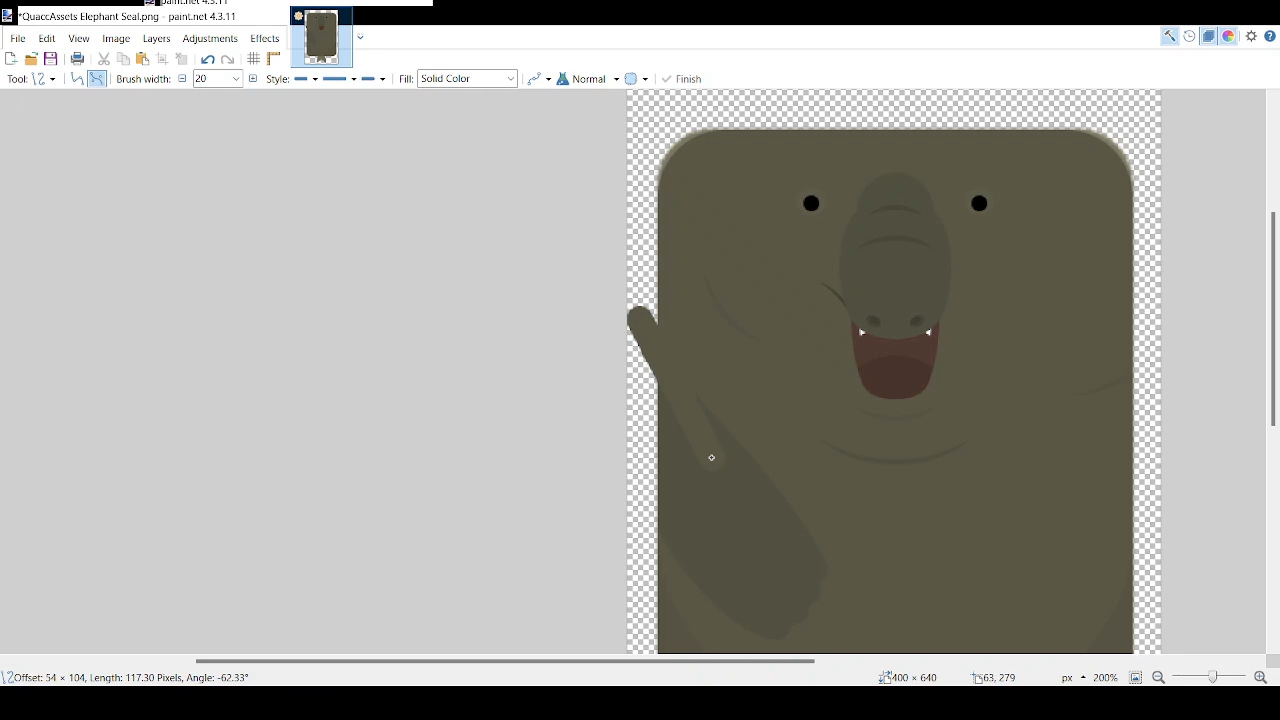 paint.net 4.3.11
*QuaccAssets Elephant Seal.png - paint.net 4.3.11
File Edit View Image Layers Adjustments Effects
Tool: Brush width: 20 Style: Fill: Solid Color Normal Finish
Offset: 54 × 104, Length: 117.30 Pixels, Angle: -62.33° 400 × 640 63, 279 px 200%